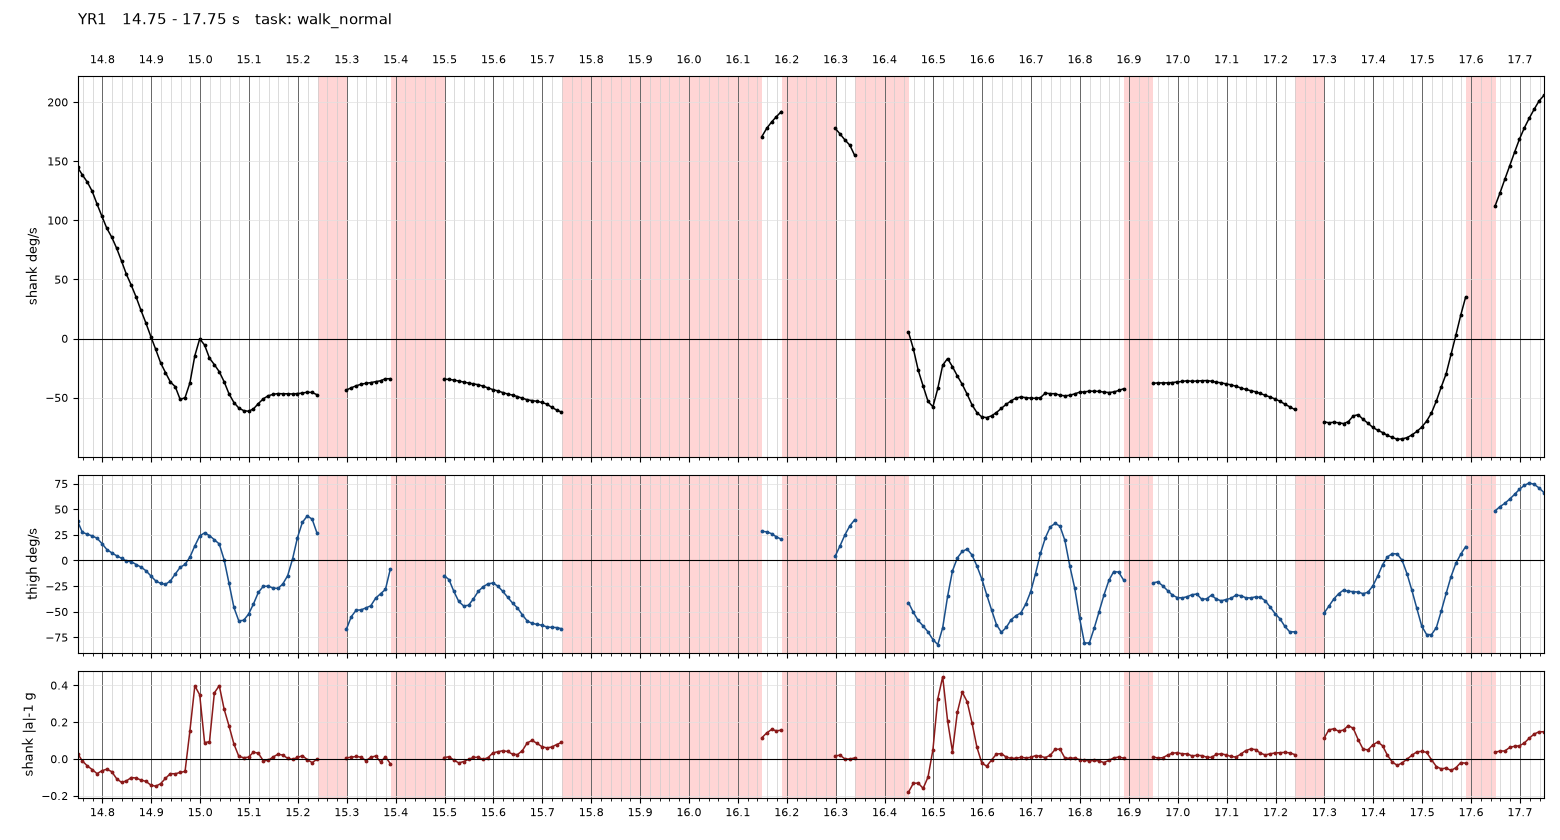 YR1   14.75 - 17.75 s   task: walk_normal
14.8 14.9 15.0 15.1 15.2 15.3 15.4 15.5 15.6 15.7 15.8 15.9 16.0 16.1 16.2 16.3 16.4 16.5 16.6 16.7 16.8 16.9 17.0 17.1 17.2 17.3 17.4 17.5 17.6 17.7
shank deg/s
200
150
100
50
0
−50
thigh deg/s
75
50
25
0
−25
−50
−75
shank |a|-1 g
0.4
0.2
0.0
−0.2
14.8 14.9 15.0 15.1 15.2 15.3 15.4 15.5 15.6 15.7 15.8 15.9 16.0 16.1 16.2 16.3 16.4 16.5 16.6 16.7 16.8 16.9 17.0 17.1 17.2 17.3 17.4 17.5 17.6 17.7